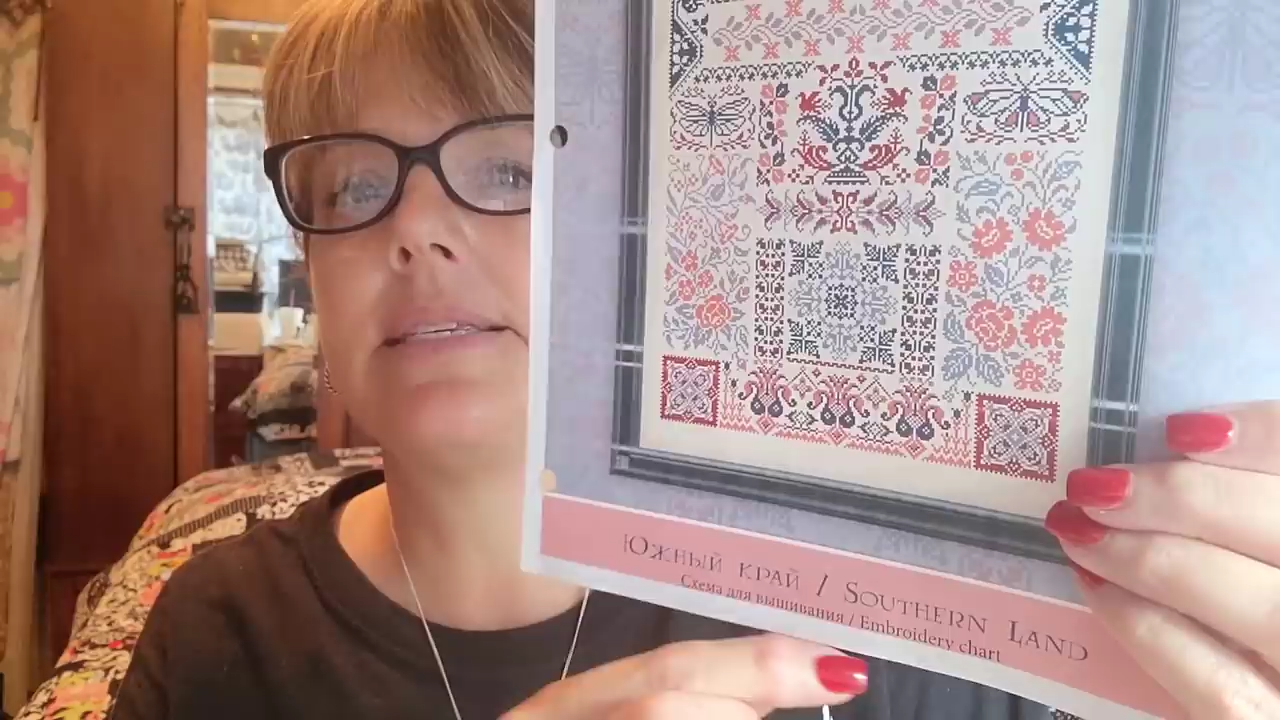 Южный край / Southern Land
Схема для вышивания / Embroidery chart